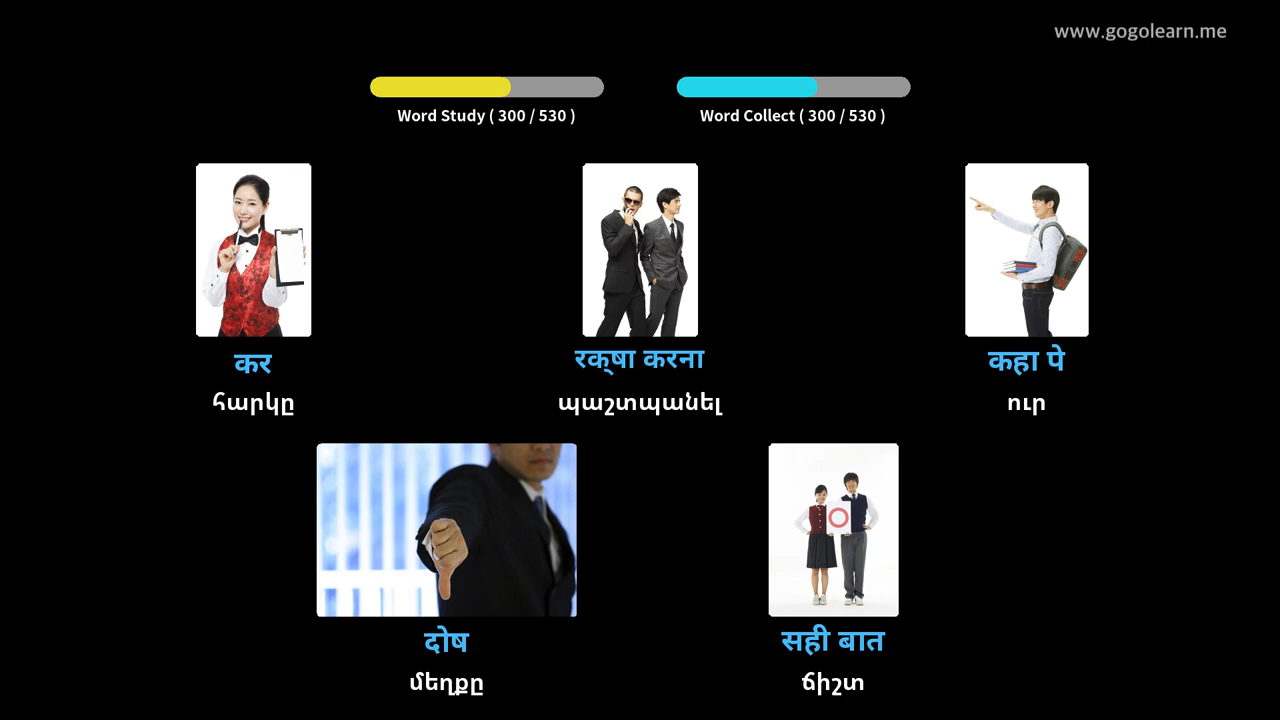 www.gogolearn.me
Word Study ( 300 / 530 )
Word Collect ( 300 / 530 )
कर
հարկը
रक्षा करना
պաշտպանել
कहा पे
ուր
दोष
մեղքը
सही बात
ճիշտ